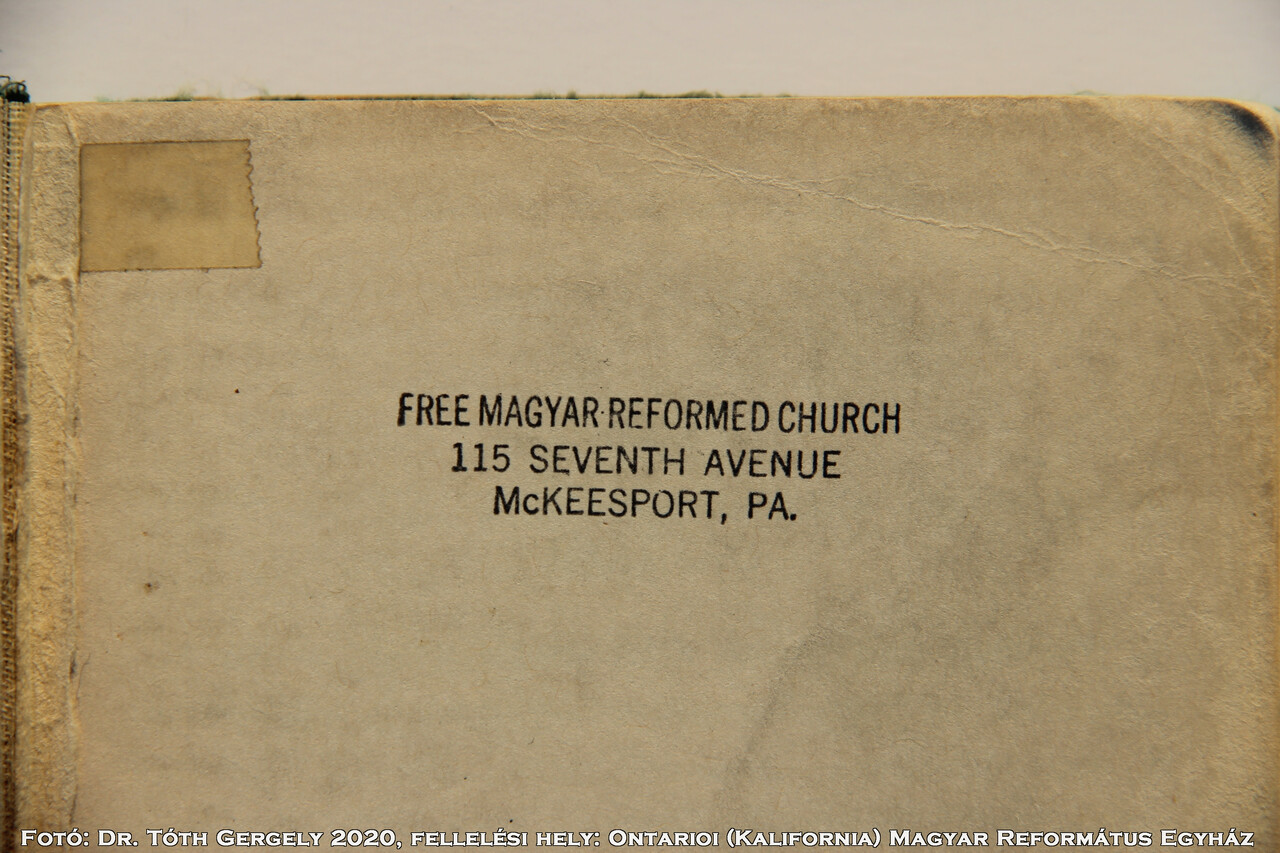 FREE MAGYAR REFORMED CHURCH
115 SEVENTH AVENUE
McKEESPORT, PA.
Fotó: Dr. Tóth Gergely 2020, fellelési hely: Ontarioi (Kalifornia) Magyar Református Egyház